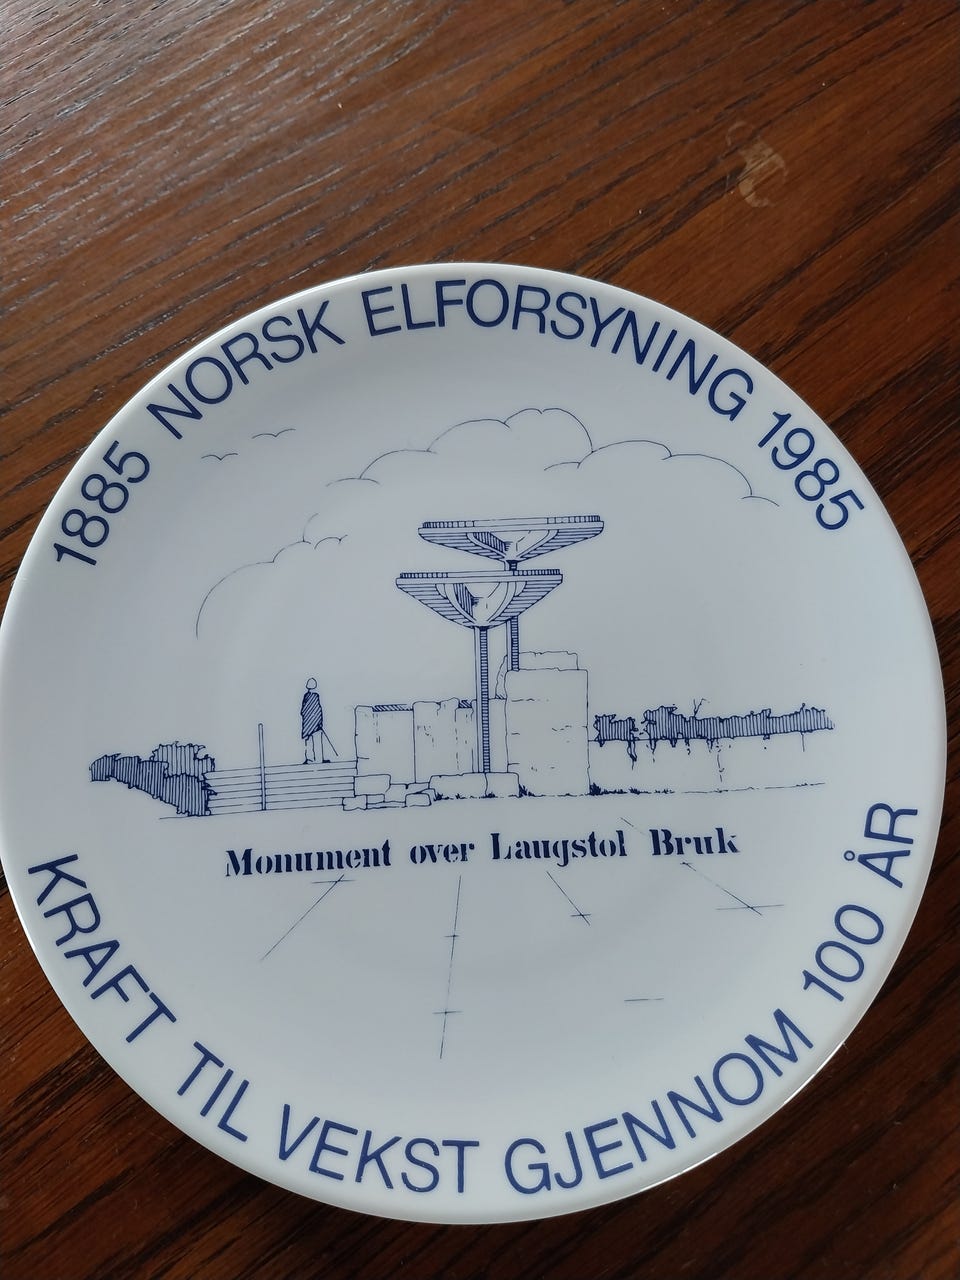 1885 NORSK ELFORSYNING 1985
Monument over Laugstol Bruk
KRAFT TIL VEKST GJENNOM 100 ÅR